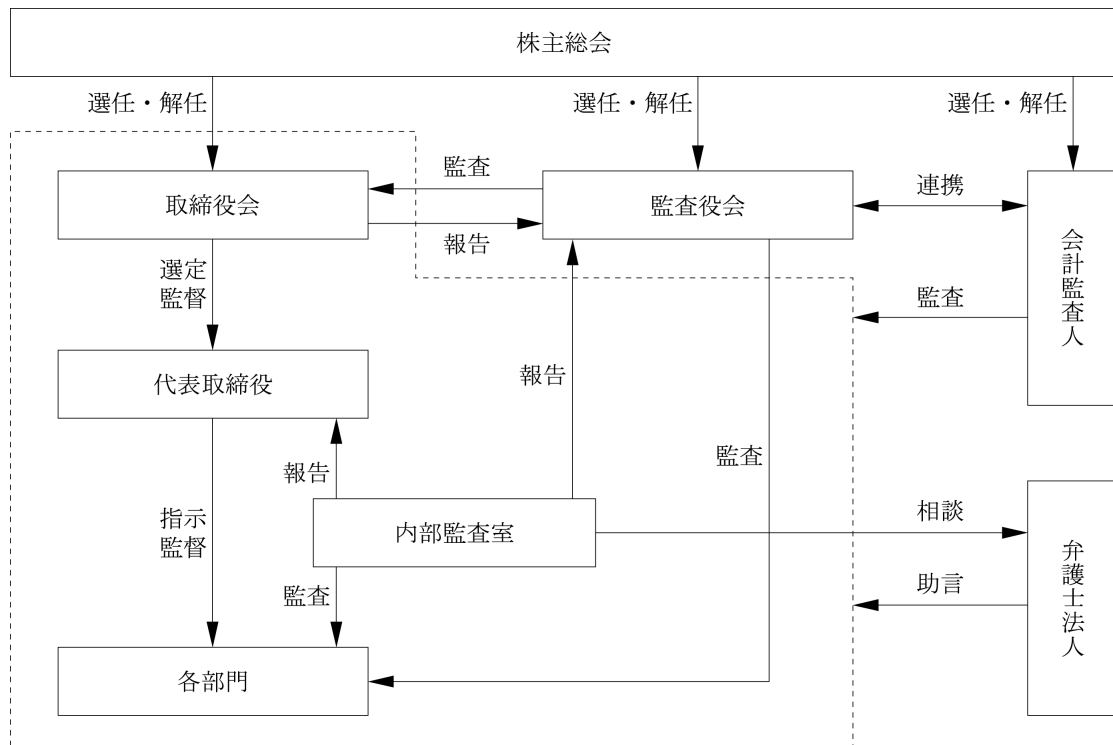 株主総会
選任・解任
選任・解任
選任・解任
取締役会
監査
報告
監査役会
連携
会計監査人
選定
監督
監査
代表取締役
報告
報告
監査
指示
監督
内部監査室
相談
弁護士法人
監査
助言
各部門